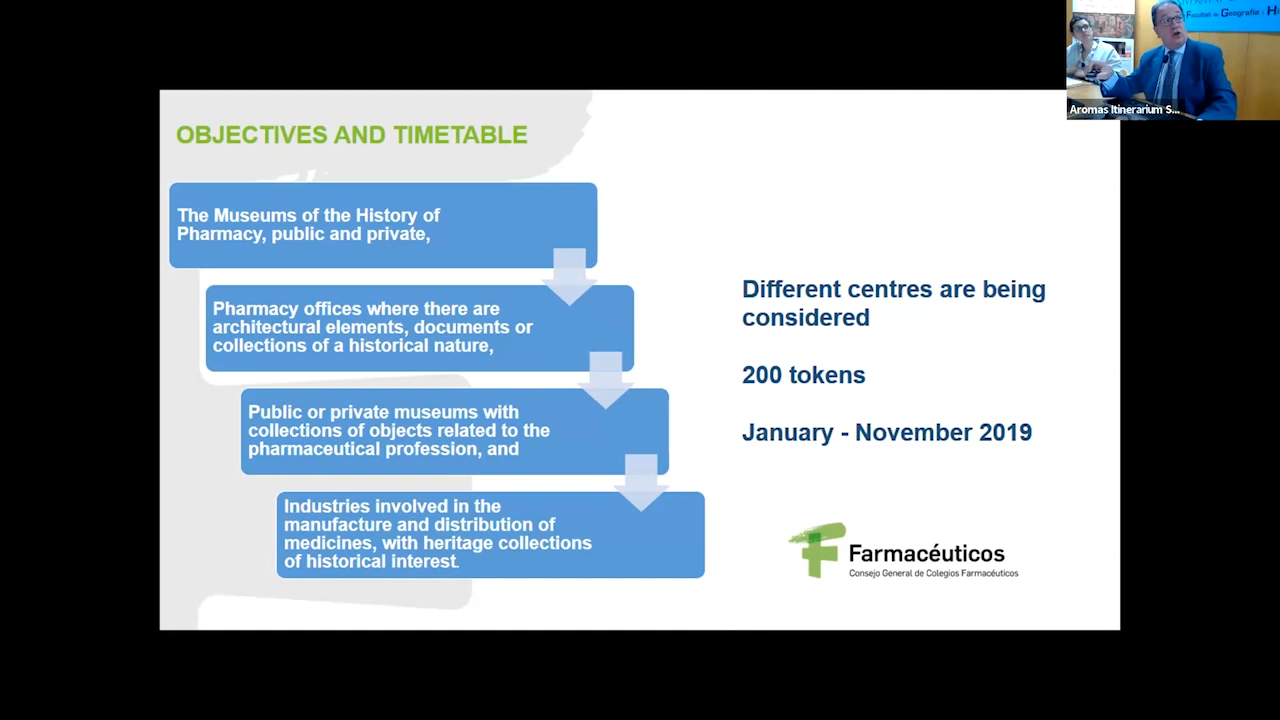 OBJECTIVES AND TIMETABLE
The Museums of the History of
Pharmacy, public and private,
Pharmacy offices where there are
architectural elements, documents or
collections of a historical nature,
Public or private museums with
collections of objects related to the
pharmaceutical profession, and
Industries involved in the
manufacture and distribution of
medicines, with heritage collections
of historical interest.
Different centres are being
considered
200 tokens
January - November 2019
Farmacéuticos
Consejo General de Colegios Farmacéuticos
Facultat de Geografia i H
Aromas Itinerarium S...